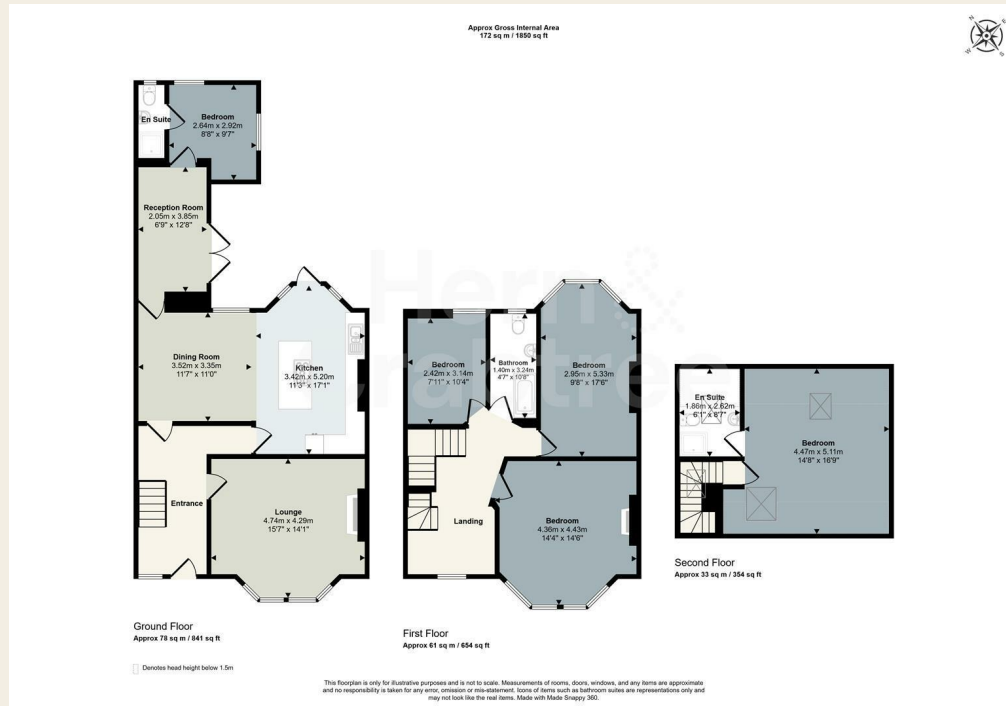 Approx Gross Internal Area
172 sq m / 1850 sq ft
N
E
S
W
En Suite
Bedroom
2.64m x 2.92m
8'8" x 9'7"
Reception Room
2.05m x 3.85m
6'9" x 12'8"
Dining Room
3.52m x 3.35m
11'7" x 11'0"
Kitchen
3.42m x 5.20m
11'3" x 17'1"
Entrance
Lounge
4.74m x 4.29m
15'7" x 14'1"
Ground Floor
Approx 78 sq m / 841 sq ft
Denotes head height below 1.5m
Hern &
Crabtree
Bedroom
2.42m x 3.14m
7'11" x 10'4"
Bathroom
1.40m x 3.24m
4'7" x 10'8"
Bedroom
2.95m x 5.33m
9'8" x 17'6"
Landing
Bedroom
4.36m x 4.43m
14'4" x 14'6"
First Floor
Approx 61 sq m / 654 sq ft
En Suite
1.86m x 2.62m
6'1" x 8'7"
Bedroom
4.47m x 5.11m
14'8" x 16'9"
Second Floor
Approx 33 sq m / 354 sq ft
This floorplan is only for illustrative purposes and is not to scale. Measurements of rooms, doors, windows, and any items are approximate
and no responsibility is taken for any error, omission or mis-statement. Icons of items such as bathroom suites are representations only and
may not look like the real items. Made with Made Snappy 360.